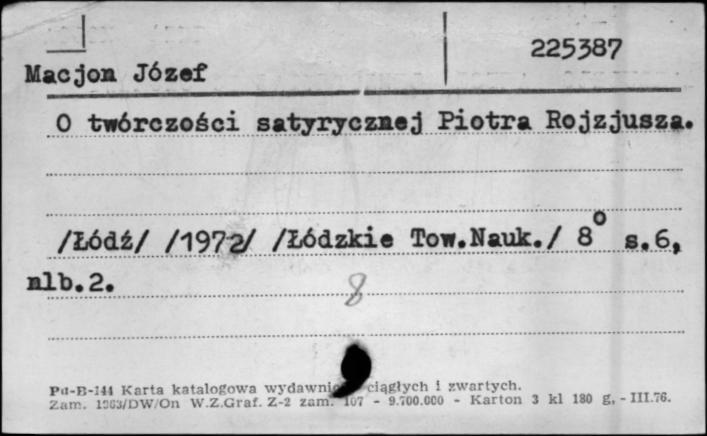 225387
Macjon Józef
O twórczości satyrycznej Piotra Rojzjusza.
/Łódź/ /1972/ /Łódzkie Tow.Nauk./ 8° s.6,
nlb.2.
8
Pu-B-144 Karta katalogowa ciągłych i zwartych.
Zam. 1963/DW/On W.Z.Graf. Z-2 zam. 107 - 9.700.000 - Karton 3 kl 180 g. - III.76.